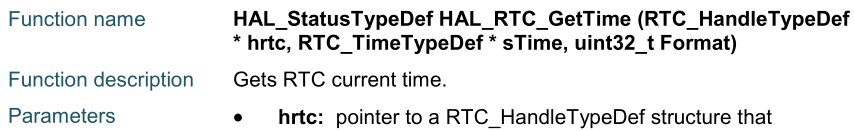 Function name HAL_StatusTypeDef HAL_RTC_GetTime (RTC_HandleTypeDef
* hrtc, RTC_TimeTypeDef * sTime, uint32_t Format)
Function description Gets RTC current time.
Parameters • hrtc: pointer to a RTC_HandleTypeDef structure that